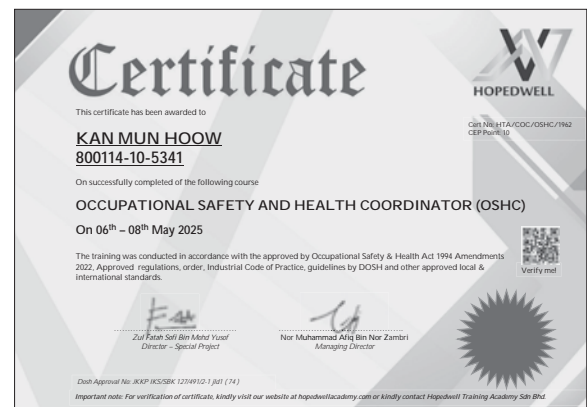 Certificate
HOPEDWELL
This certificate has been awarded to
Cert No: HTA/COC/OSHC/1962
CEP Point: 10
KAN MUN HOOW
800114-10-5341
On successfully completed of the following course
OCCUPATIONAL SAFETY AND HEALTH COORDINATOR (OSHC)
On 06th – 08th May 2025
The training was conducted in accordance with the approved by Occupational Safety & Health Act 1994 Amendments
2022, Approved regulations, order, Industrial Code of Practice, guidelines by DOSH and other approved local &
international standards.
Verify me!
Zul Fatah Safi Bin Mohd Yusof
Director – Special Project
Nor Muhammad Afiq Bin Nor Zambri
Managing Director
Dosh Approval No: JKKP IKS/SBK 127/491/2-1 jld1 ( 74 )
Important note: For verification of certificate, kindly visit our website at hopedwellacademy.com or kindly contact Hopedwell Training Academy Sdn Bhd.